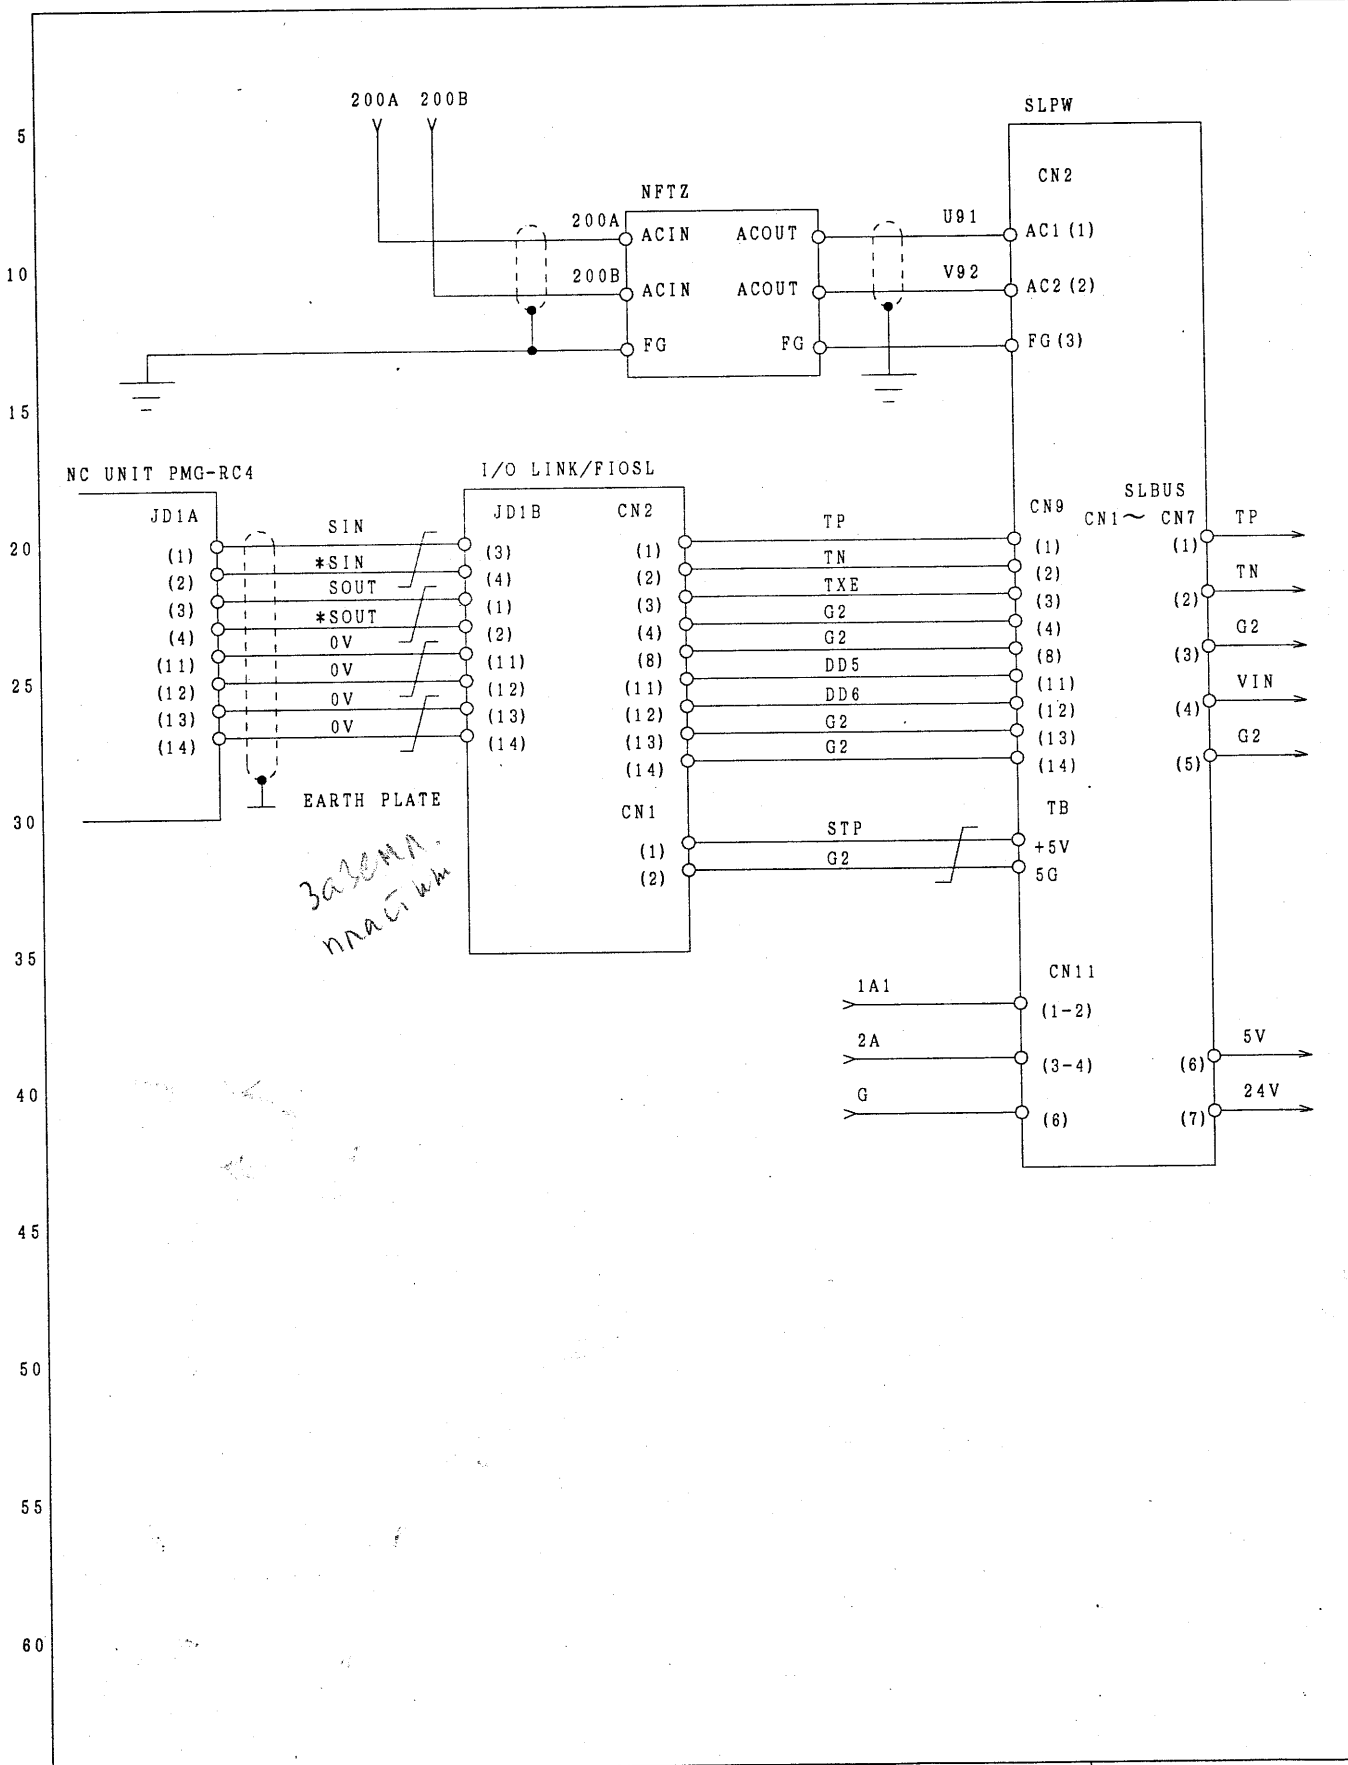 200A 200B
SLPW
5
CN2
NFTZ
200A ACIN ACOUT U91 AC1(1)
10
200B ACIN ACOUT V92 AC2(2)
FG FG FG(3)
15
NC UNIT PMG-RC4
I/O LINK/FIOSL
JD1A JD1B CN2 CN9
SLBUS
CN1~ CN7
20
(1) SIN (3) (1) TP (1) (1) TP
(2) *SIN (4) (2) TN (2)
(3) SOUT (1) (3) TXE (3) (2) TN
(4) *SOUT (2) (4) G2 (4)
(11) 0V (11) (8) G2 (8) (3) G2
25
(12) 0V (12) (11) DD5 (11)
(13) 0V (13) (12) DD6 (12) (4) VIN
(14) 0V (14) (13) G2 (13)
(14) G2 (14) (5) G2
EARTH PLATE
30
CN1 TB
(1) STP +5V
(2) G2 5G
Заземл.
пластин
35
CN11
1A1 (1-2)
2A (3-4) (6) 5V
40
G (6) (7) 24V
45
50
55
60